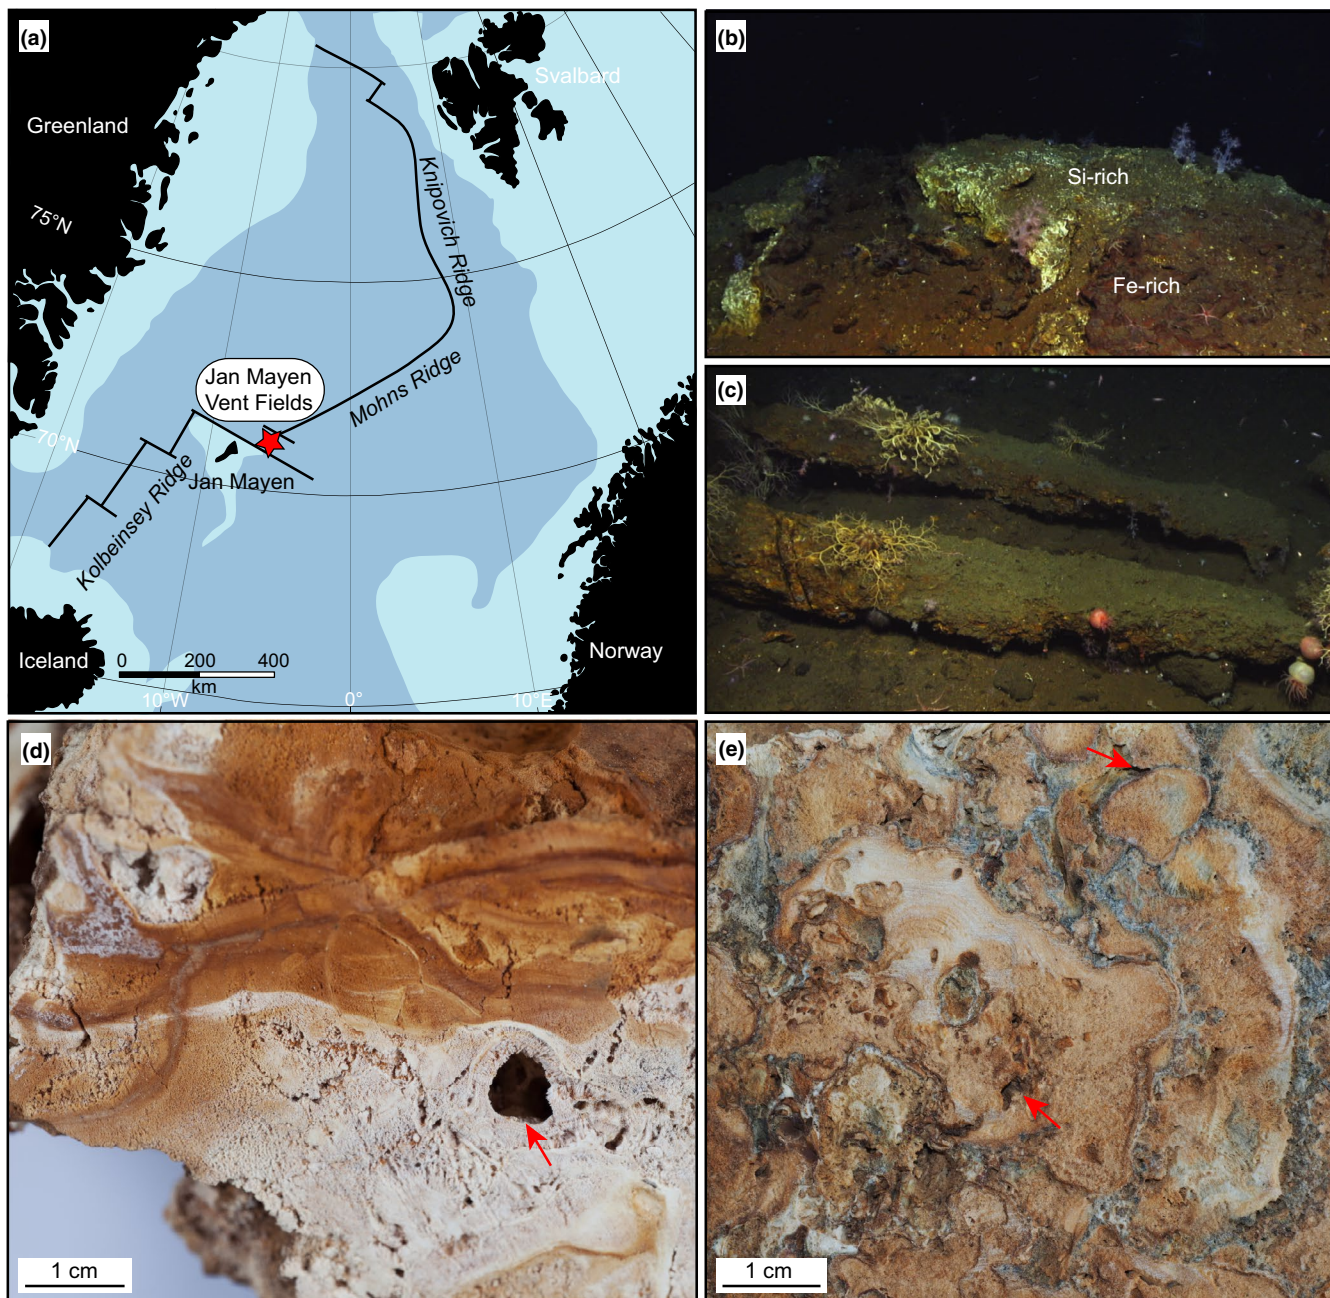 (a)
Greenland
Svalbard
75°N
Knipovich Ridge
Jan Mayen
Vent Fields
Mohns Ridge
70°N
Jan Mayen
Kolbeinsey Ridge
Iceland
0 200 400
km
Norway
10°W 0° 10°E
(b)
Si-rich
Fe-rich
(c)
(d)
1 cm
(e)
1 cm